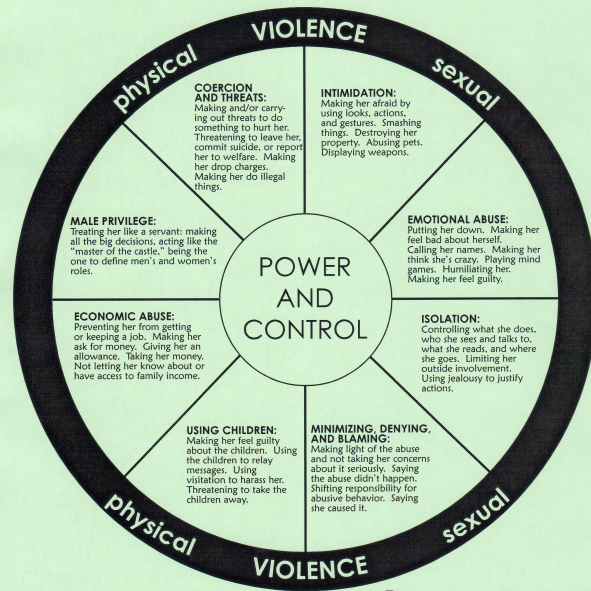 physical VIOLENCE sexual
COERCION
AND THREATS:
Making and/or carry-
ing out threats to do
something to hurt her.
Threatening to leave her,
commit suicide, or report
her to welfare. Making
her drop charges.
Making her do illegal
things.
INTIMIDATION:
Making her afraid by
using looks, actions,
and gestures. Smashing
things. Destroying her
property. Abusing pets.
Displaying weapons.
MALE PRIVILEGE:
Treating her like a servant: making
all the big decisions, acting like the
"master of the castle," being the
one to define men's and women's
roles.
EMOTIONAL ABUSE:
Putting her down. Making her
feel bad about herself.
Calling her names. Making her
think she's crazy. Playing mind
games. Humiliating her.
Making her feel guilty.
POWER
AND
CONTROL
ECONOMIC ABUSE:
Preventing her from getting
or keeping a job. Making her
ask for money. Giving her an
allowance. Taking her money.
Not letting her know about or
have access to family income.
ISOLATION:
Controlling what she does,
who she sees and talks to,
what she reads, and where
she goes. Limiting her
outside involvement.
Using jealousy to justify
actions.
USING CHILDREN:
Making her feel guilty
about the children. Using
the children to relay
messages. Using
visitation to harass her.
Threatening to take the
children away.
MINIMIZING, DENYING,
AND BLAMING:
Making light of the abuse
and not taking her concerns
about it seriously. Saying
the abuse didn't happen.
Shifting responsibility for
abusive behavior. Saying
she caused it.
physical VIOLENCE sexual